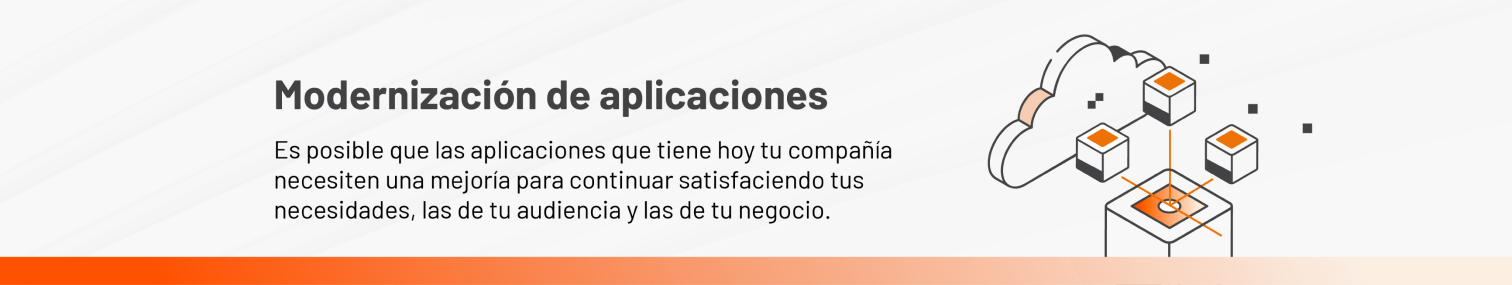 Modernización de aplicaciones
Es posible que las aplicaciones que tiene hoy tu compañía
necesiten una mejoría para continuar satisfaciendo tus
necesidades, las de tu audiencia y las de tu negocio.